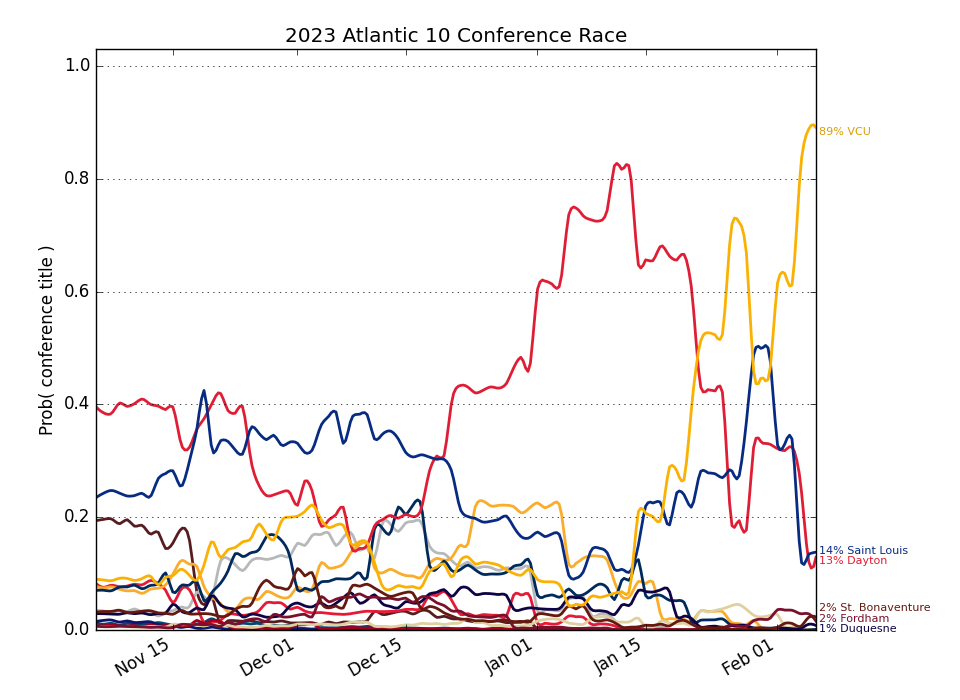 2023 Atlantic 10 Conference Race
1.0
0.8
0.6
0.4
0.2
0.0
Prob( conference title )
89% VCU
14% Saint Louis
13% Dayton
2% St. Bonaventure
2% Fordham
1% Duquesne
Nov 15
Dec 01
Dec 15
Jan 01
Jan 15
Feb 01